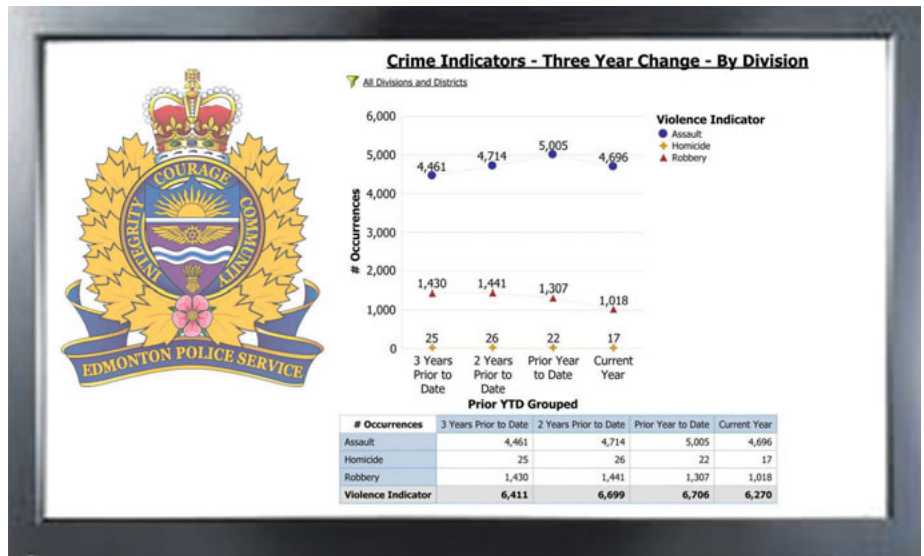 Crime Indicators - Three Year Change - By Division
All Divisions and Districts
COURAGE
INTEGRITY
COMMUNITY
EDMONTON POLICE SERVICE
# Occurrences
6,000
5,000
4,000
3,000
2,000
1,000
0
4,461
4,714
5,005
4,696
1,430
1,441
1,307
1,018
25
26
22
17
3 Years Prior to Date
2 Years Prior to Date
Prior Year to Date
Current Year
Prior YTD Grouped
Violence Indicator
Assault
Homicide
Robbery
# Occurrences 3 Years Prior to Date 2 Years Prior to Date Prior Year to Date Current Year
Assault 4,461 4,714 5,005 4,696
Homicide 25 26 22 17
Robbery 1,430 1,441 1,307 1,018
Violence Indicator 6,411 6,699 6,706 6,270